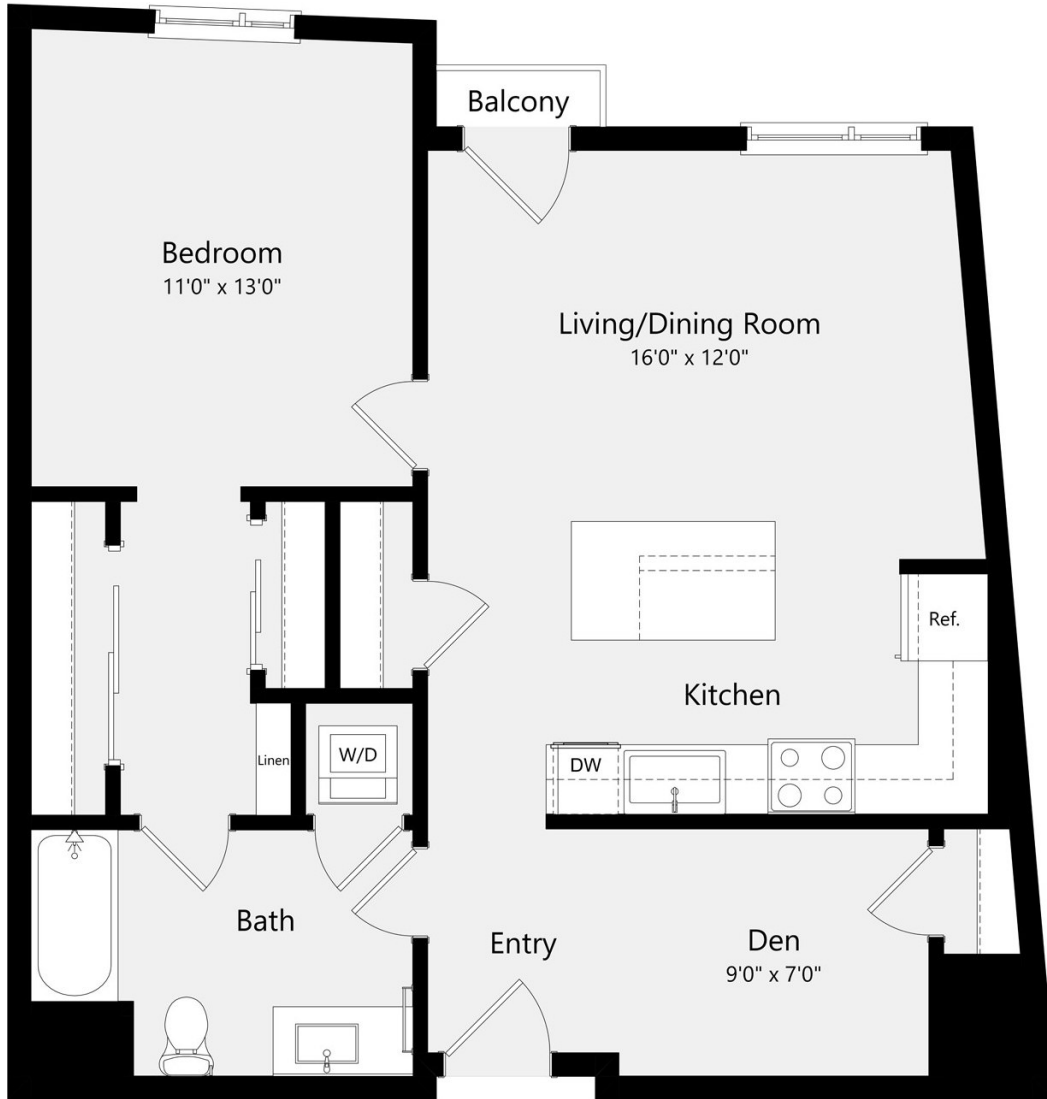 Balcony
Bedroom
11'0" x 13'0"
Living/Dining Room
16'0" x 12'0"
Ref.
Kitchen
Linen
W/D
DW
Bath
Entry
Den
9'0" x 7'0"